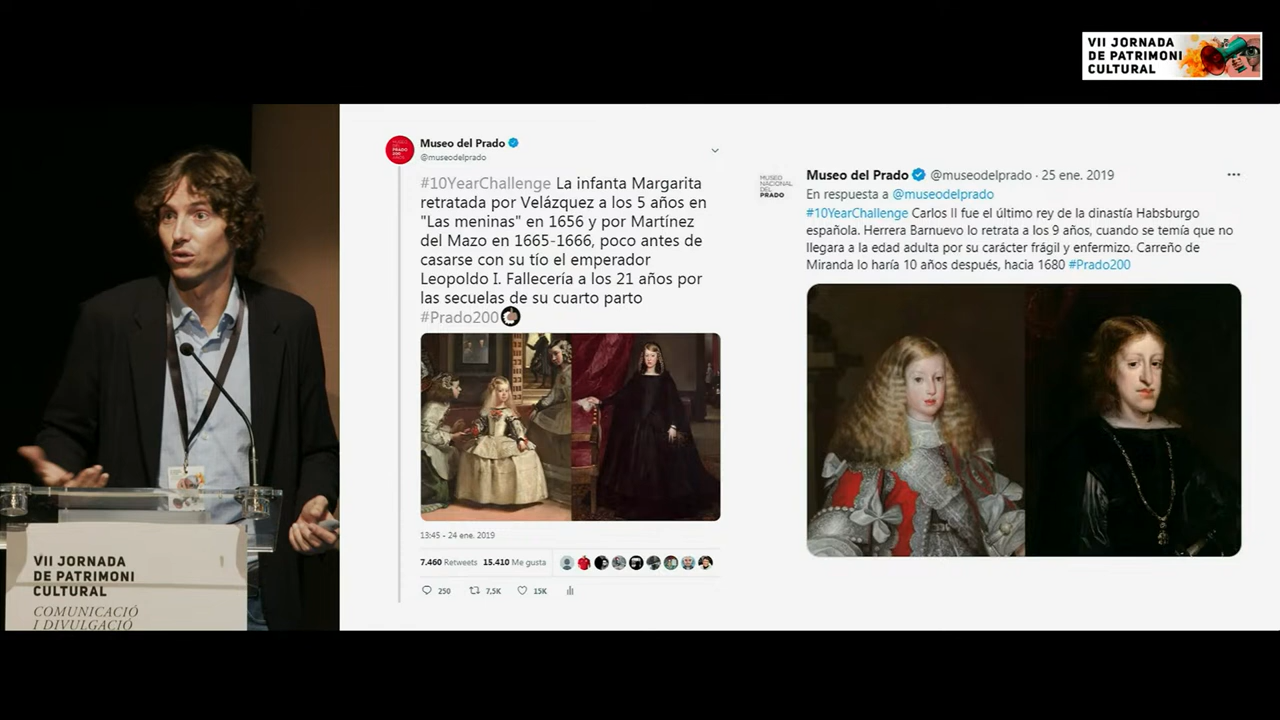 VII JORNADA
DE PATRIMONI
CULTURAL
Museo del Prado
@museodelprado
#10YearChallenge La infanta Margarita
retratada por Velázquez a los 5 años en
"Las meninas" en 1656 y por Martínez
del Mazo en 1665-1666, poco antes de
casarse con su tío el emperador
Leopoldo I. Fallecería a los 21 años por
las secuelas de su cuarto parto
#Prado200
13:45 - 24 ene. 2019
7.460 Retweets 15.410 Me gusta
250 7,5K 15K
MUSEO
NACIONAL
DEL
PRADO
Museo del Prado @museodelprado · 25 ene. 2019
En respuesta a @museodelprado
#10YearChallenge Carlos II fue el último rey de la dinastía Habsburgo
española. Herrera Barnuevo lo retrata a los 9 años, cuando se temía que no
llegara a la edad adulta por su carácter frágil y enfermizo. Carreño de
Miranda lo haría 10 años después, hacia 1680 #Prado200
VII JORNADA
DE PATRIMONI
CULTURAL
COMUNICACIÓ
I DIVULGACIÓ